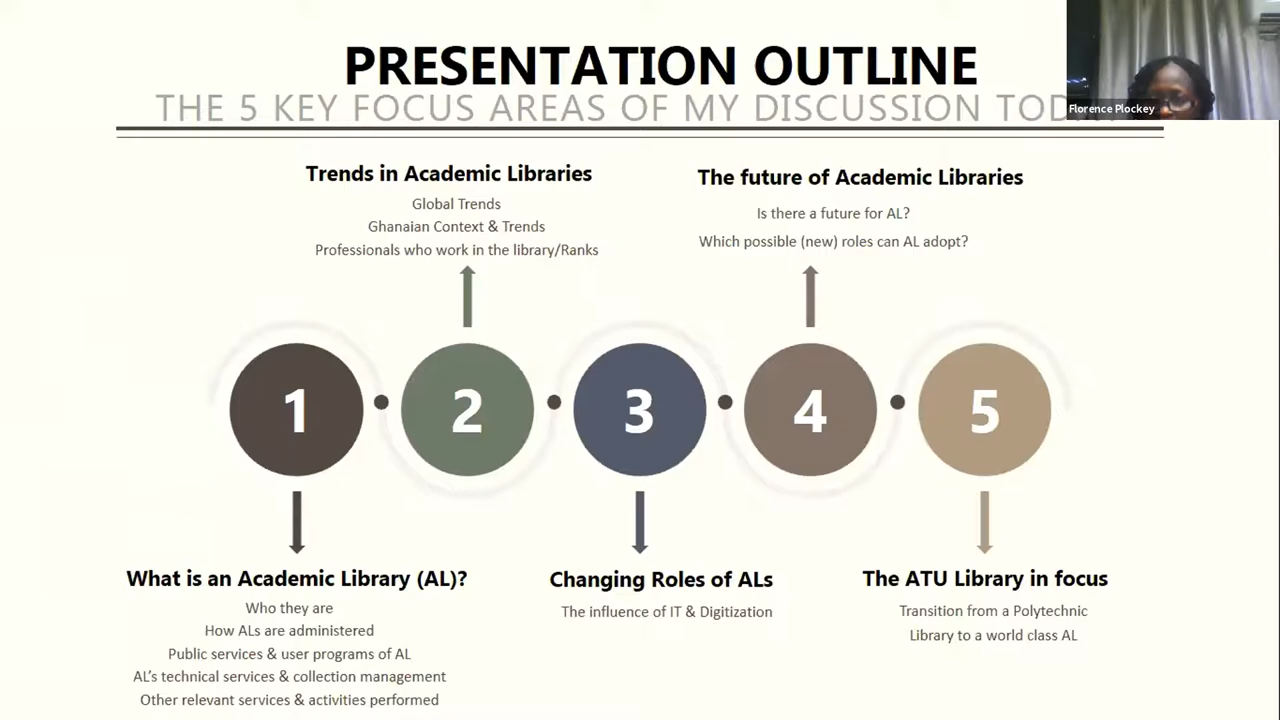 PRESENTATION OUTLINE
THE 5 KEY FOCUS AREAS OF MY DISCUSSION
Florence Plockey
Trends in Academic Libraries
Global Trends
Ghanaian Context & Trends
Professionals who work in the library/Ranks
The future of Academic Libraries
Is there a future for AL?
Which possible (new) roles can AL adopt?
1
2
3
4
5
What is an Academic Library (AL)?
Who they are
How ALs are administered
Public services & user programs of AL
AL’s technical services & collection management
Other relevant services & activities performed
Changing Roles of ALs
The influence of IT & Digitization
The ATU Library in focus
Transition from a Polytechnic
Library to a world class AL